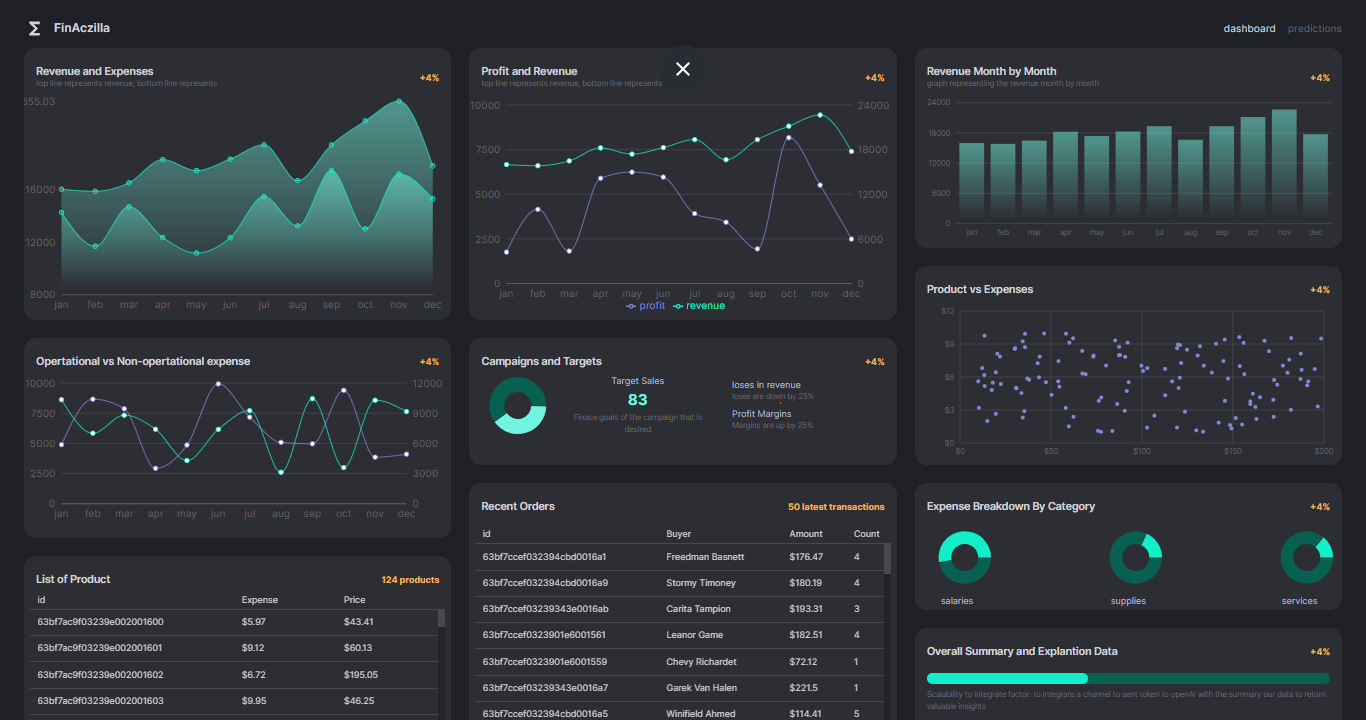 FinAczilla
dashboard predictions
Revenue and Expenses
top line represents revenue, bottom line represents
+4%
16000
12000
8000
jan feb mar apr may jun jul aug sep oct nov dec
Opertational vs Non-opertational expense
+4%
10000 12000
7500 9000
5000 6000
2500 3000
0 0
jan feb mar apr may jun jul aug sep oct nov dec
List of Product
124 products
id Expense Price
63bf7ac9f03239e002001600 $5.97 $43.41
63bf7ac9f03239e002001601 $9.12 $60.13
63bf7ac9f03239e002001602 $6.72 $195.05
63bf7ac9f03239e002001603 $9.95 $46.25
Profit and Revenue
top line represents revenue, bottom line represents
+4%
10000 24000
7500 18000
5000 12000
2500 6000
0 0
jan feb mar apr may jun jul aug sep oct nov dec
profit revenue
Campaigns and Targets
+4%
Target Sales
83
Finace goals of the campaign that is
desired
loses in revenue
loses are down by 25%
Profit Margins
Margins are up by 25%
Recent Orders
50 latest transactions
id Buyer Amount Count
63bf7ccef032394cbd0016a1 Freedman Basnett $176.47 4
63bf7ccef032394cbd0016a9 Stormy Timoney $180.19 4
63bf7ccef03239343e0016ab Carita Tampion $193.31 3
63bf7ccef0323901e6001561 Leanor Game $182.51 4
63bf7ccef0323901e6001559 Chevy Richardet $72.12 1
63bf7ccef03239343e0016a7 Garek Van Halen $221.5 1
63bf7ccef032394cbd0016a5 Winifield Ahmed $114.41 5
Revenue Month by Month
graph representing the revenue month by month
+4%
24000
18000
12000
6000
0
jan feb mar apr may jun jul aug sep oct nov dec
Product vs Expenses
+4%
$12
$9
$6
$3
$0
$0 $50 $100 $150 $200
Expense Breakdown By Category
+4%
salaries supplies services
Overall Summary and Explantion Data
+4%
Scalability to integrate factor: to integrate a channel to sent token to openAI with the summary our data to return
valuable insights